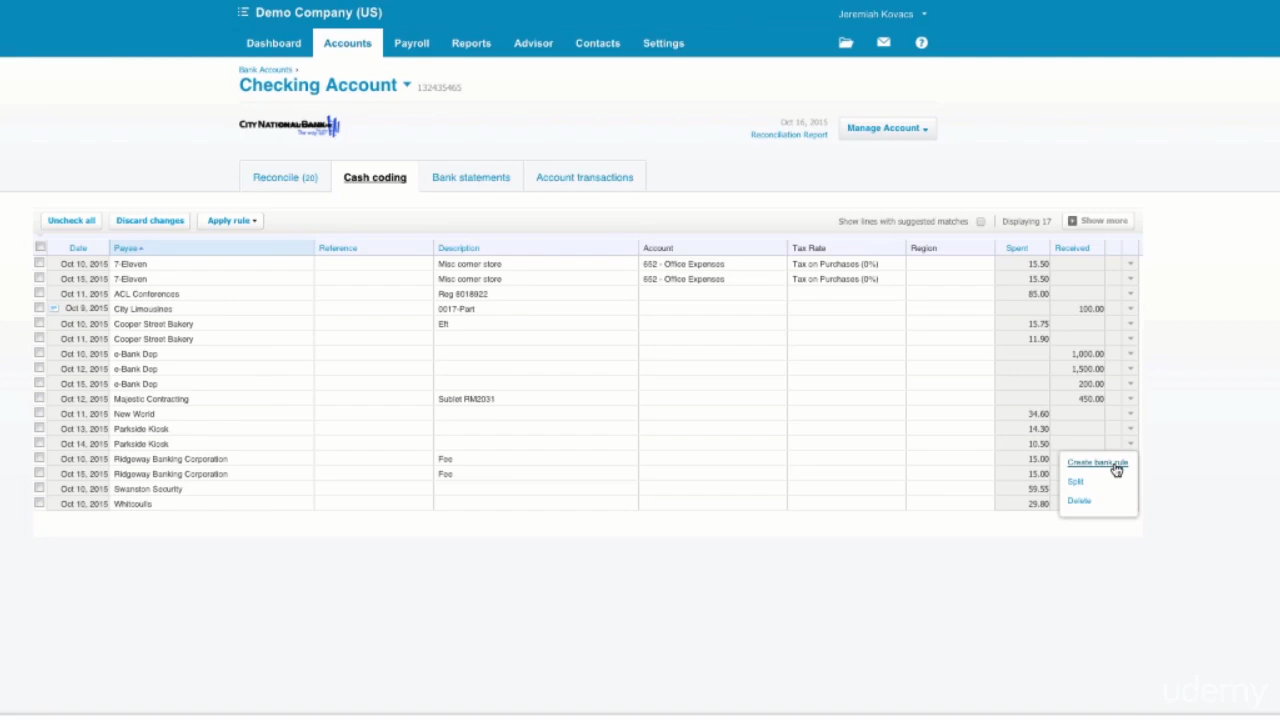 Demo Company (US)
Jeremiah Kovacs
Dashboard Accounts Payroll Reports Advisor Contacts Settings
Bank Accounts ›
Checking Account 132435465
CITY NATIONAL BANK
The way up
Oct 16, 2015
Reconciliation Report
Manage Account
Reconcile (20) Cash coding Bank statements Account transactions
Uncheck all Discard changes Apply rule Show lines with suggested matches Displaying 17 Show more
Date Payee Reference Description Account Tax Rate Region Spent Received
Oct 10, 2015 7-Eleven Misc corner store 652 - Office Expenses Tax on Purchases (0%) 15.50
Oct 15, 2015 7-Eleven Misc corner store 652 - Office Expenses Tax on Purchases (0%) 15.50
Oct 11, 2015 ACL Conferences Reg 8018922 85.00
Oct 9, 2015 City Limousines 0017-Part 100.00
Oct 10, 2015 Cooper Street Bakery Eft 15.75
Oct 11, 2015 Cooper Street Bakery 11.90
Oct 10, 2015 e-Bank Dep 1,000.00
Oct 12, 2015 e-Bank Dep 1,500.00
Oct 15, 2015 e-Bank Dep 200.00
Oct 12, 2015 Majestic Contracting Sublet RM2031 450.00
Oct 11, 2015 New World 34.60
Oct 13, 2015 Parkside Kiosk 14.30
Oct 14, 2015 Parkside Kiosk 10.50
Oct 10, 2015 Ridgeway Banking Corporation Fee 15.00
Oct 15, 2015 Ridgeway Banking Corporation Fee 15.00
Oct 10, 2015 Swanston Security 59.55
Oct 10, 2015 Whitcoulls 29.80
Create bank rule
Split
Delete
udemy